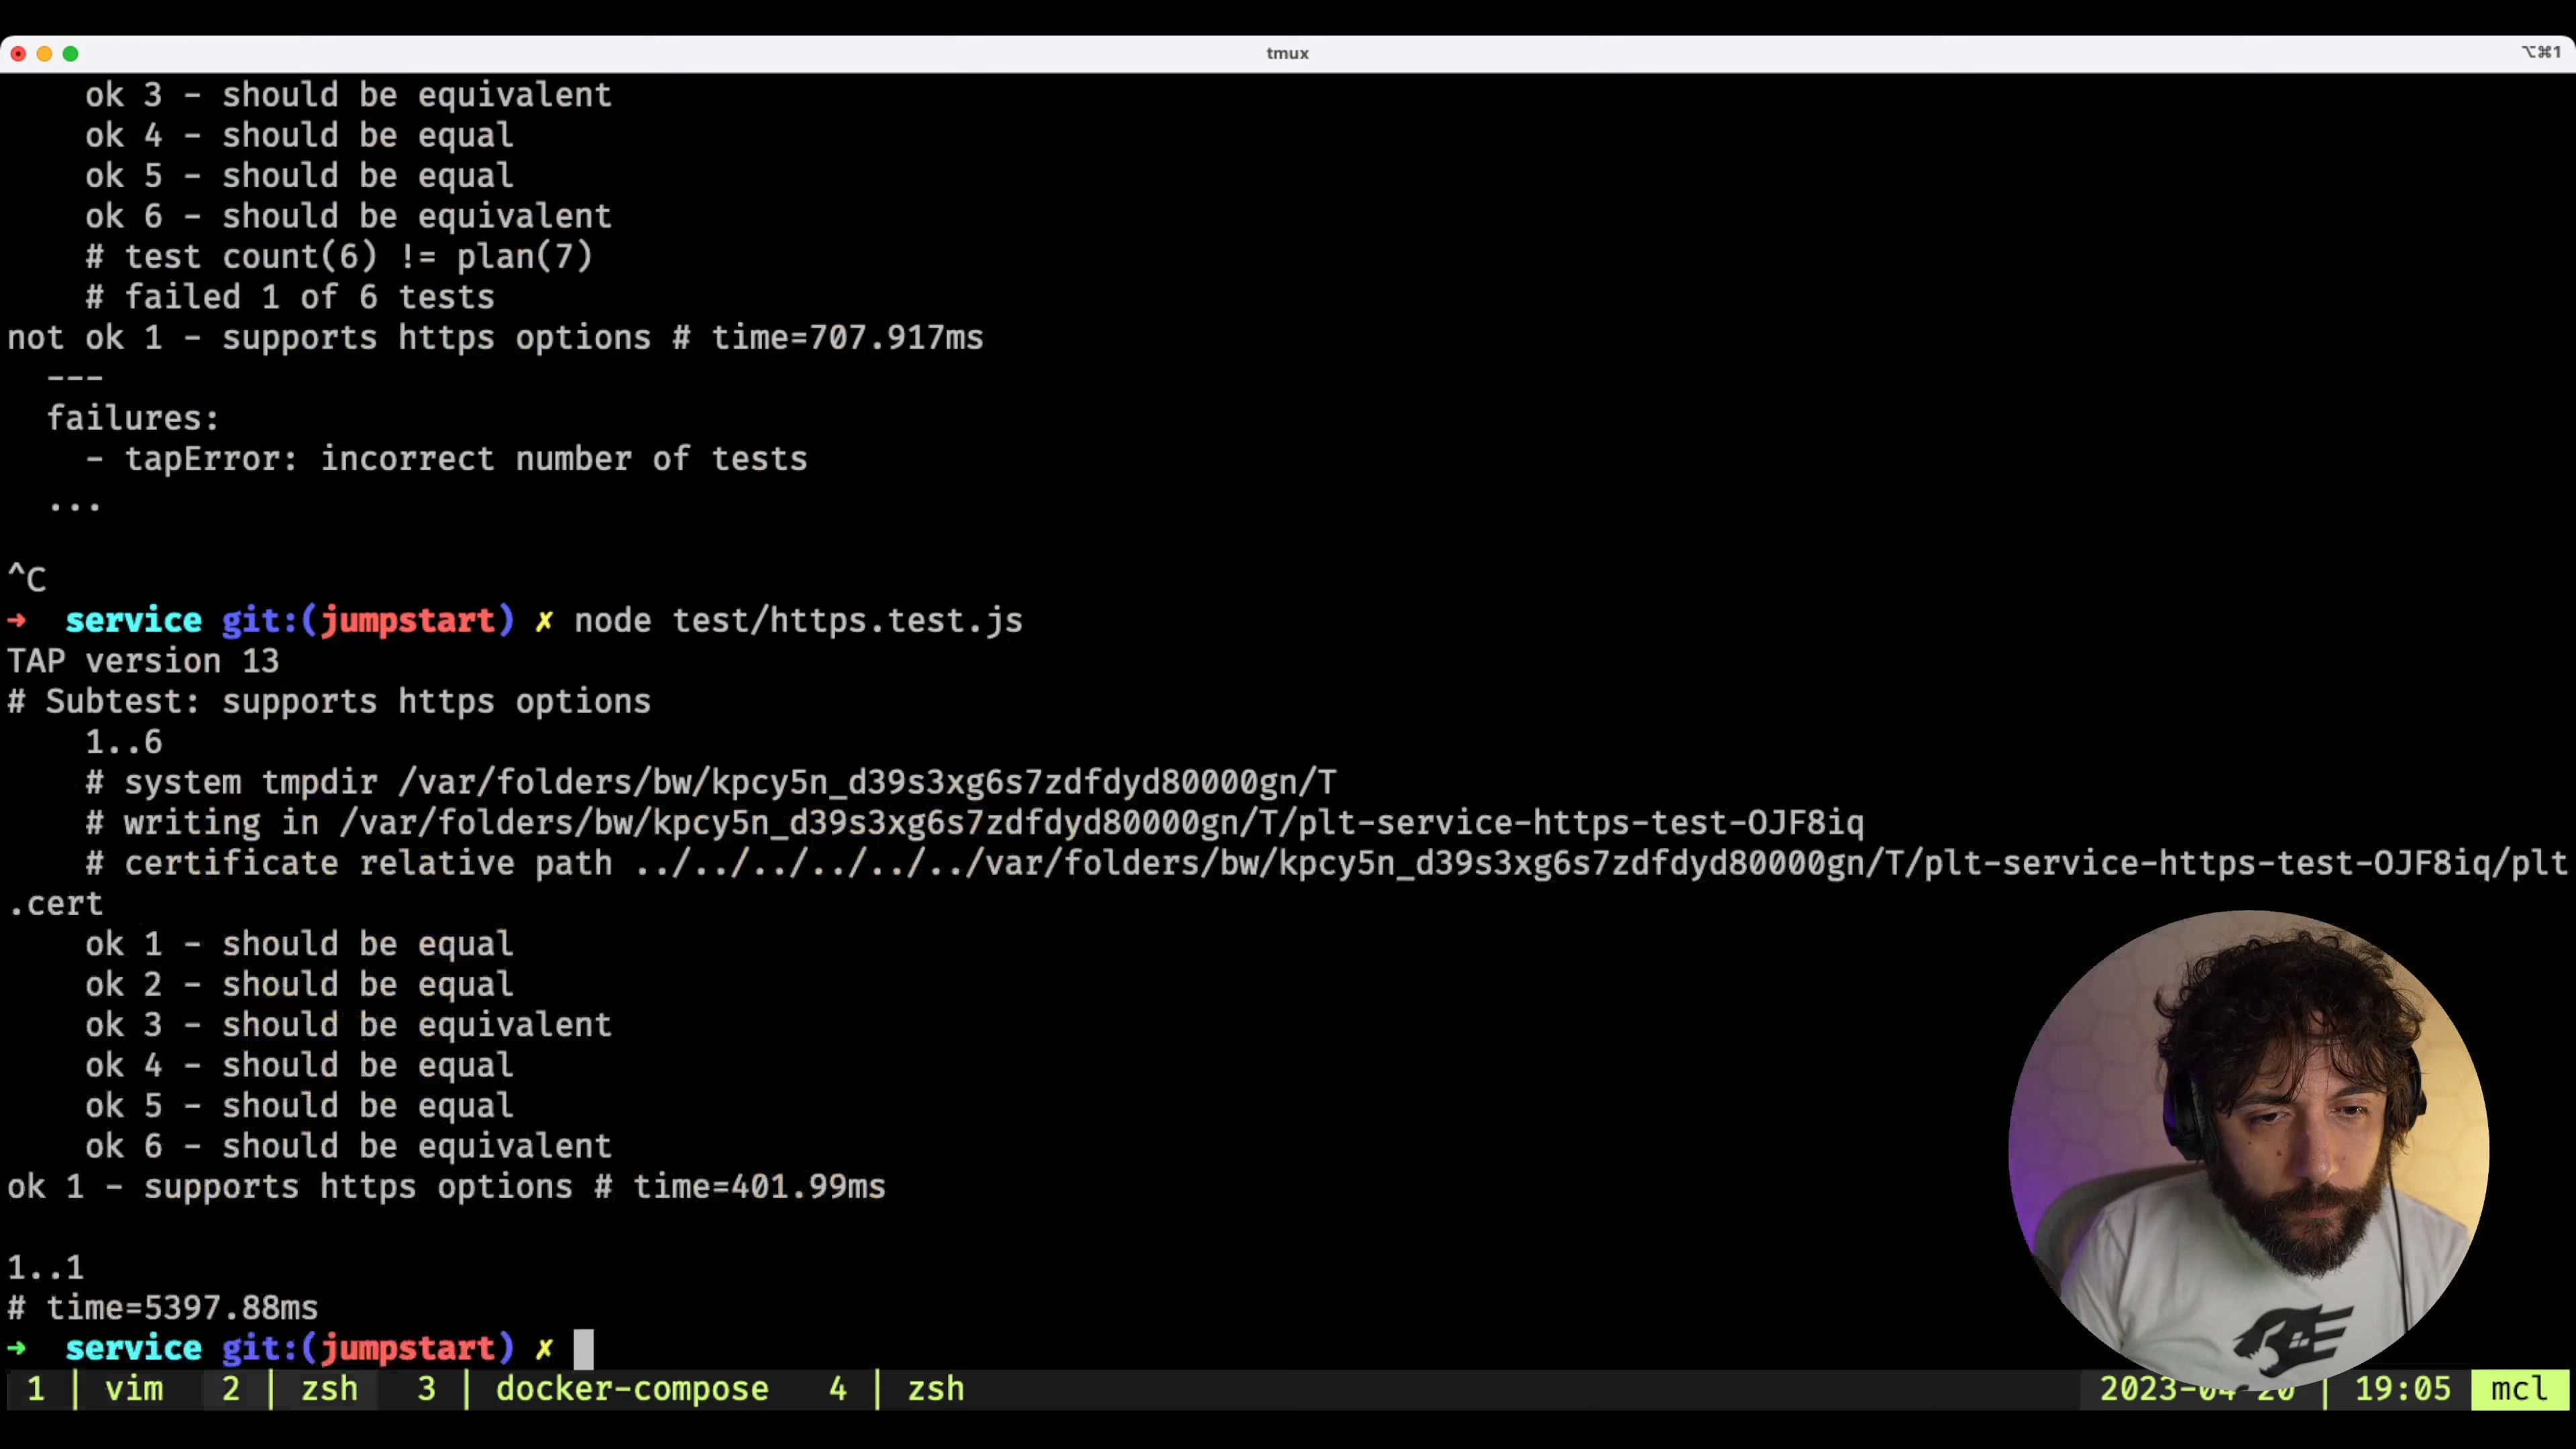 tmux
⌥⌘1
ok 3 - should be equivalent
ok 4 - should be equal
ok 5 - should be equal
ok 6 - should be equivalent
# test count(6) != plan(7)
# failed 1 of 6 tests
not ok 1 - supports https options # time=707.917ms
---
failures:
- tapError: incorrect number of tests
...
^C
➜ service git:(jumpstart) ✗ node test/https.test.js
TAP version 13
# Subtest: supports https options
1..6
# system tmpdir /var/folders/bw/kpcy5n_d39s3xg6s7zdfdyd80000gn/T
# writing in /var/folders/bw/kpcy5n_d39s3xg6s7zdfdyd80000gn/T/plt-service-https-test-OJF8iq
# certificate relative path ../../../../../../var/folders/bw/kpcy5n_d39s3xg6s7zdfdyd80000gn/T/plt-service-https-test-OJF8iq/plt
.cert
ok 1 - should be equal
ok 2 - should be equal
ok 3 - should be equivalent
ok 4 - should be equal
ok 5 - should be equal
ok 6 - should be equivalent
ok 1 - supports https options # time=401.99ms
1..1
# time=5397.88ms
➜ service git:(jumpstart) ✗
1 | vim 2 | zsh 3 | docker-compose 4 | zsh 2023-04-20 | 19:05 mcl